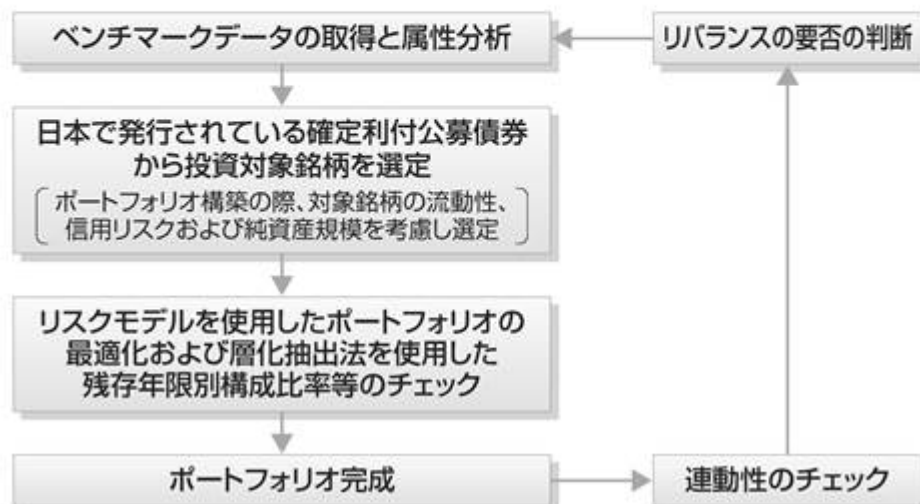 ベンチマークデータの取得と属性分析
リバランスの要否の判断
日本で発行されている確定利付公募債券
から投資対象銘柄を選定
ポートフォリオ構築の際、対象銘柄の流動性、
信用リスクおよび純資産規模を考慮し選定
リスクモデルを使用したポートフォリオの
最適化および層化抽出法を使用した
残存年限別構成比率等のチェック
ポートフォリオ完成
連動性のチェック